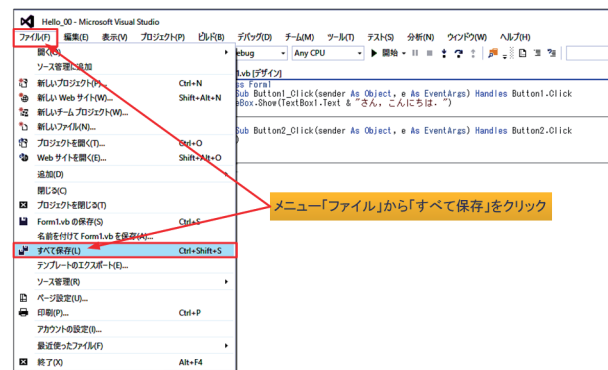 Hello_00 - Microsoft Visual Studio
ファイル(F) 編集(E) 表示(V) プロジェクト(P) ビルド(B) デバッグ(D) チーム(M) ツール(T) テスト(S) 分析(N) ウィンドウ(W) ヘルプ(H)
開く(O)
ebug Any CPU 開始
ソース管理に追加
1.vb [デザイン]
新しいプロジェクト(P)... Ctrl+N
ss Form1
新しい Web サイト(W)... Shift+Alt+N
Sub Button1_Click(sender As Object, e As EventArgs) Handles Button1.Click
eBox.Show(TextBox1.Text & "さん，こんにちは．")
新しいチーム プロジェクト(W)...
新しいファイル(N)...
Sub Button2_Click(sender As Object, e As EventArgs) Handles Button2.Click
)
プロジェクトを開く(T)... Ctrl+O
Web サイトを開く(E)... Shift+Alt+O
追加(D)
閉じる(C)
プロジェクトを閉じる(T)
メニュー「ファイル」から「すべて保存」をクリック
Form1.vb の保存(S) Ctrl+S
名前を付けて Form1.vb を保存(A)...
すべて保存(L) Ctrl+Shift+S
テンプレートのエクスポート(E)...
ソース管理(R)
ページ設定(U)...
印刷(P)... Ctrl+P
アカウントの設定(I)...
最近使ったファイル(F)
終了(X) Alt+F4